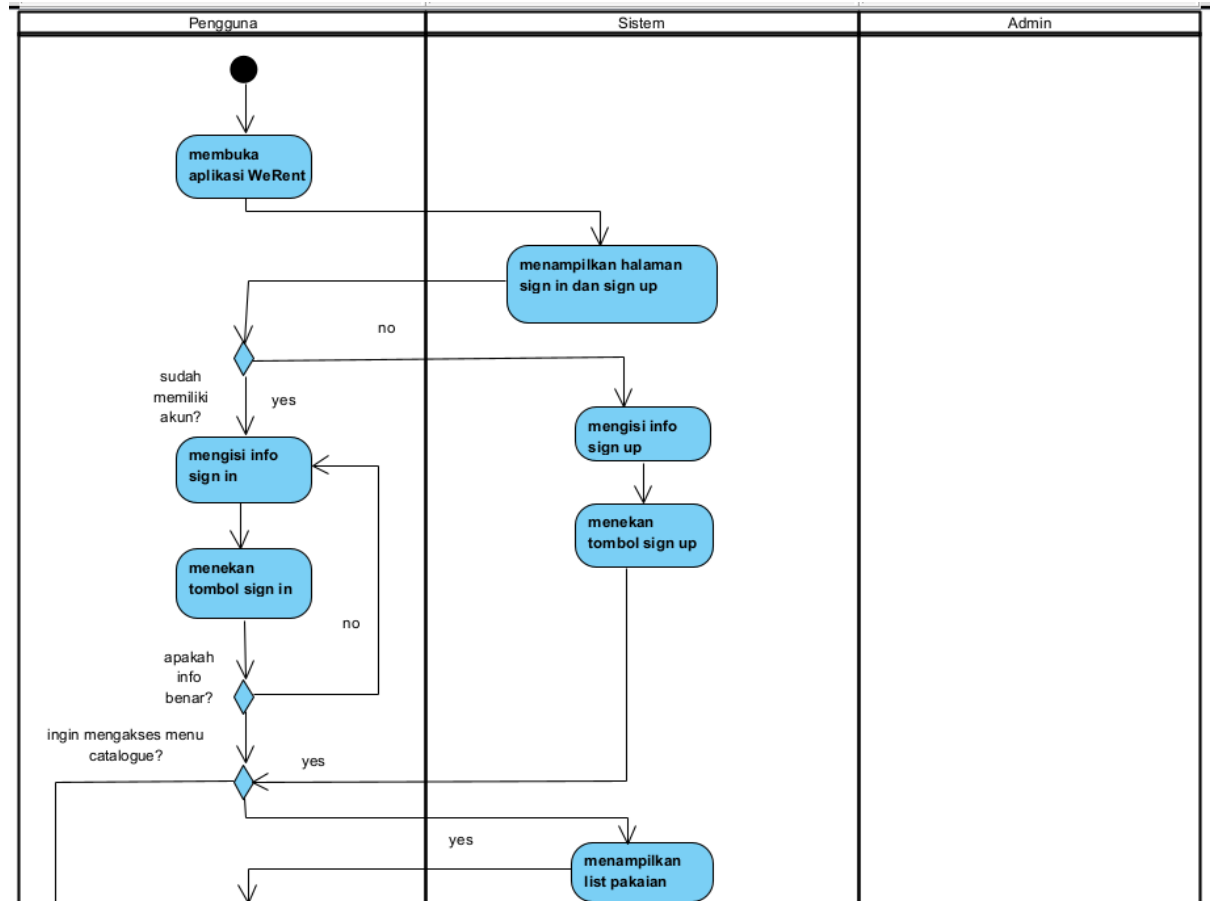 Pengguna
Sistem
Admin
membuka
aplikasi WeRent
menampilkan halaman
sign in dan sign up
no
sudah
memiliki
akun?
yes
mengisi info
sign up
mengisi info
sign in
menekan
tombol sign up
menekan
tombol sign in
no
apakah
info
benar?
ingin mengakses menu
catalogue?
yes
yes
menampilkan
list pakaian